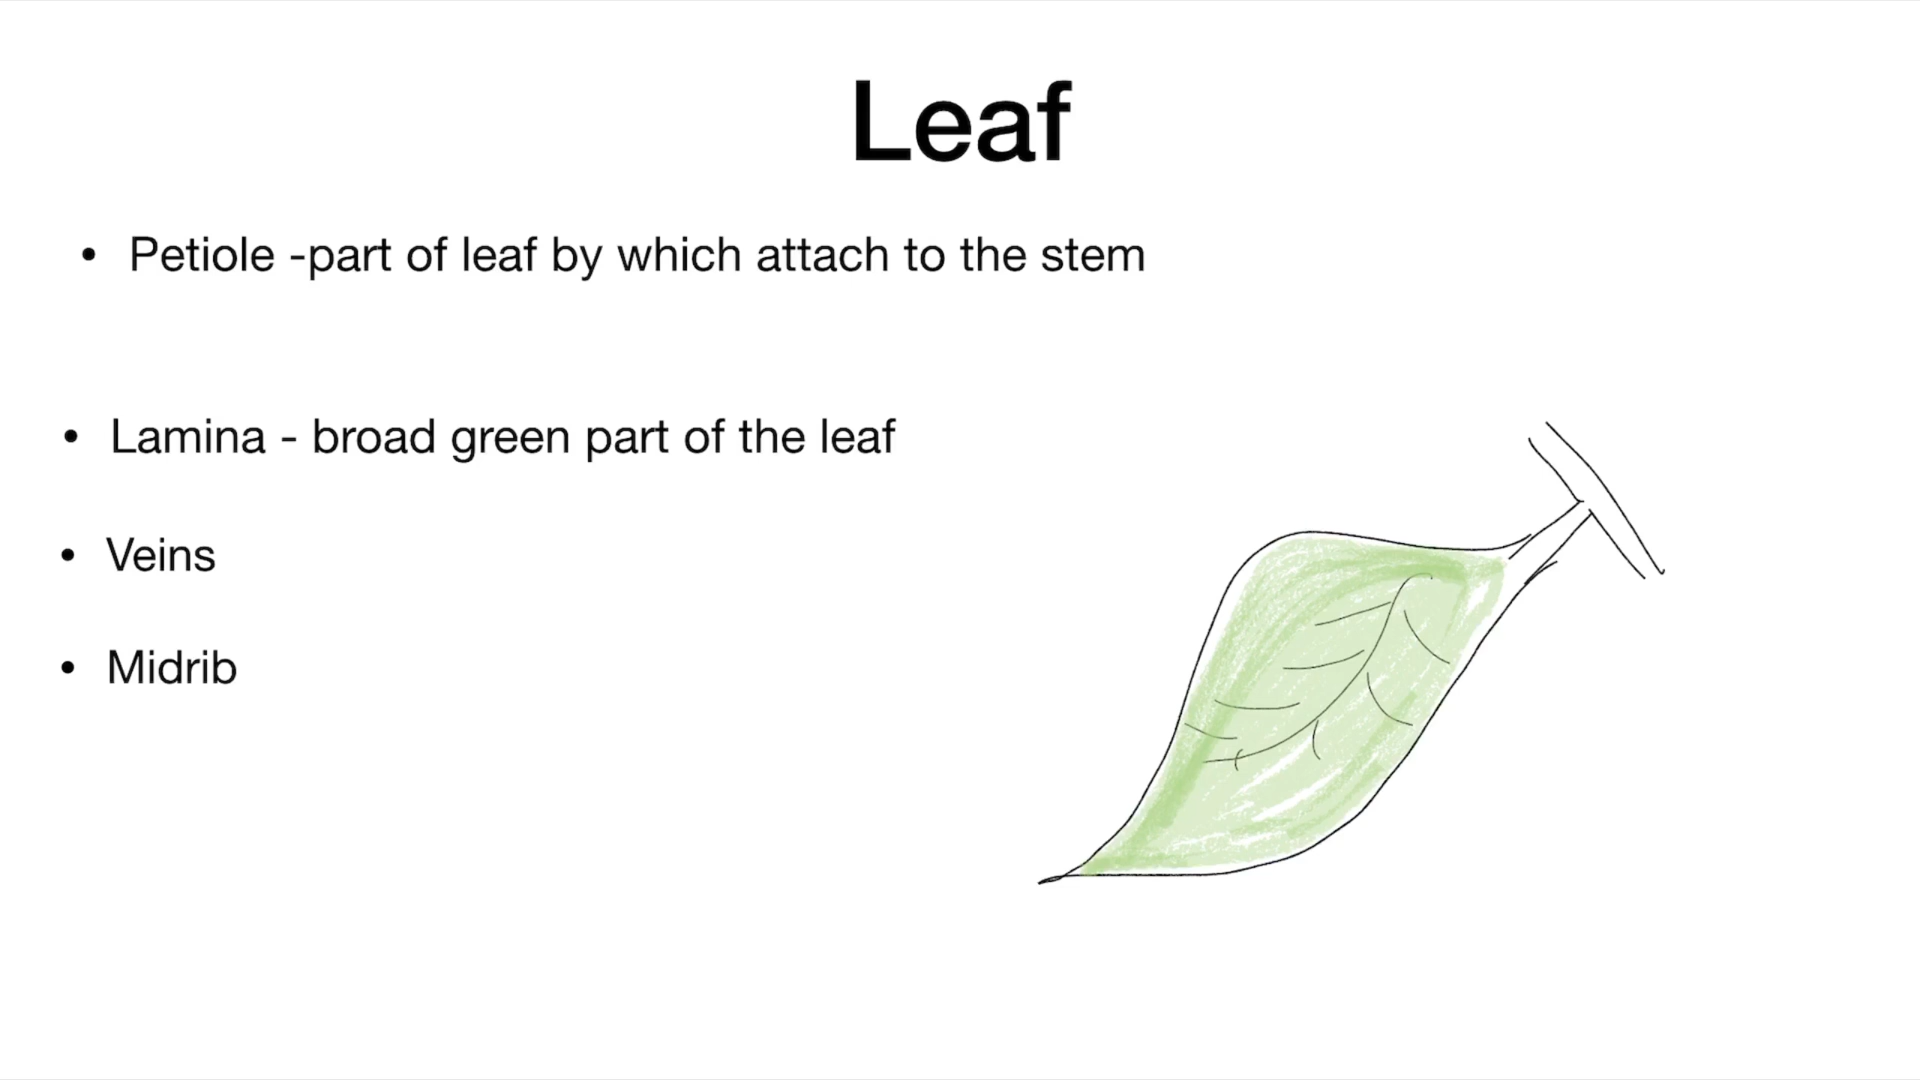 Leaf
• Petiole -part of leaf by which attach to the stem
• Lamina - broad green part of the leaf
• Veins
• Midrib